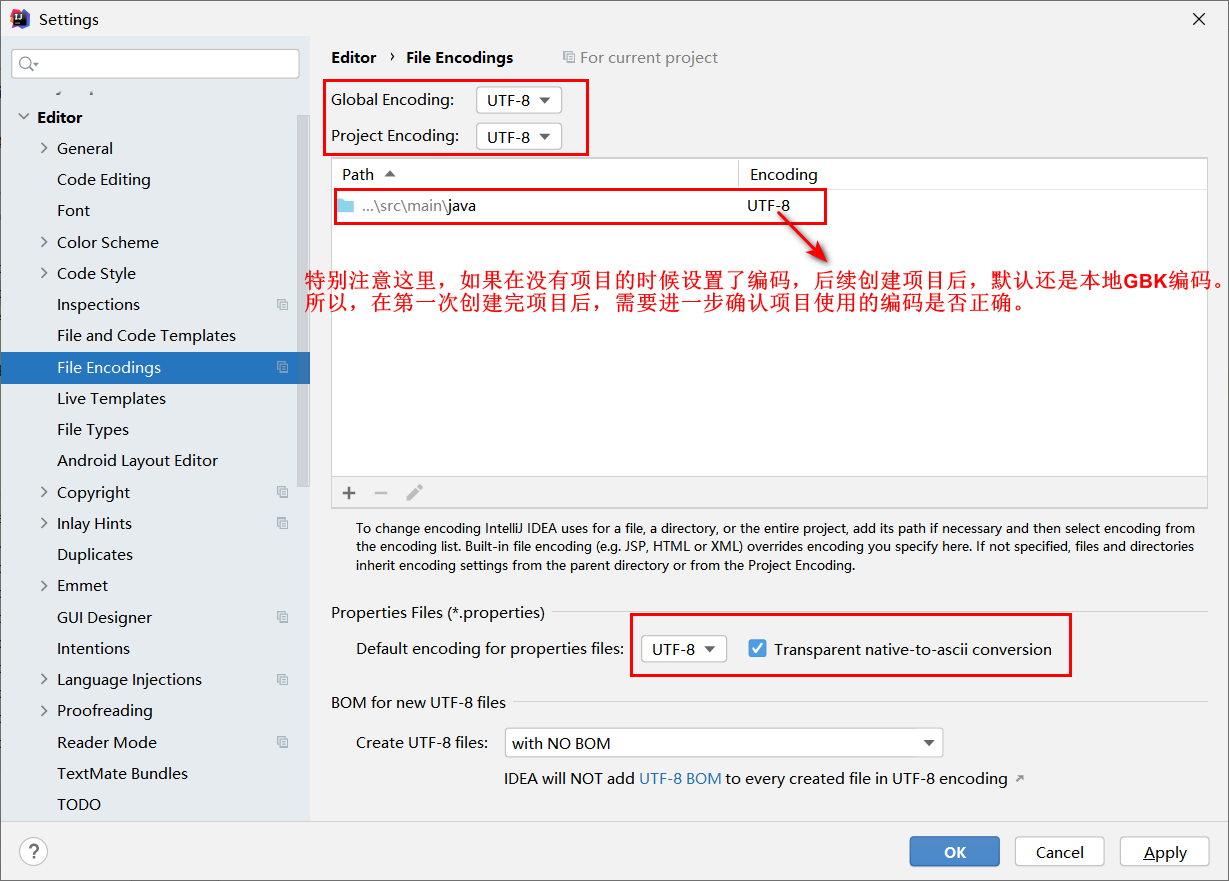 Settings
Editor › File Encodings For current project
Editor
General
Code Editing
Font
Color Scheme
Code Style
Inspections
File and Code Templates
File Encodings
Live Templates
File Types
Android Layout Editor
Copyright
Inlay Hints
Duplicates
Emmet
GUI Designer
Intentions
Language Injections
Proofreading
Reader Mode
TextMate Bundles
TODO
Global Encoding: UTF-8
Project Encoding: UTF-8
Path Encoding
...\src\main\java UTF-8
特别注意这里，如果在没有项目的时候设置了编码，后续创建项目后，默认还是本地GBK编码。
所以，在第一次创建完项目后，需要进一步确认项目使用的编码是否正确。
To change encoding IntelliJ IDEA uses for a file, a directory, or the entire project, add its path if necessary and then select encoding from
the encoding list. Built-in file encoding (e.g. JSP, HTML or XML) overrides encoding you specify here. If not specified, files and directories
inherit encoding settings from the parent directory or from the Project Encoding.
Properties Files (*.properties)
Default encoding for properties files: UTF-8 Transparent native-to-ascii conversion
BOM for new UTF-8 files
Create UTF-8 files: with NO BOM
IDEA will NOT add UTF-8 BOM to every created file in UTF-8 encoding ↗
? OK Cancel Apply